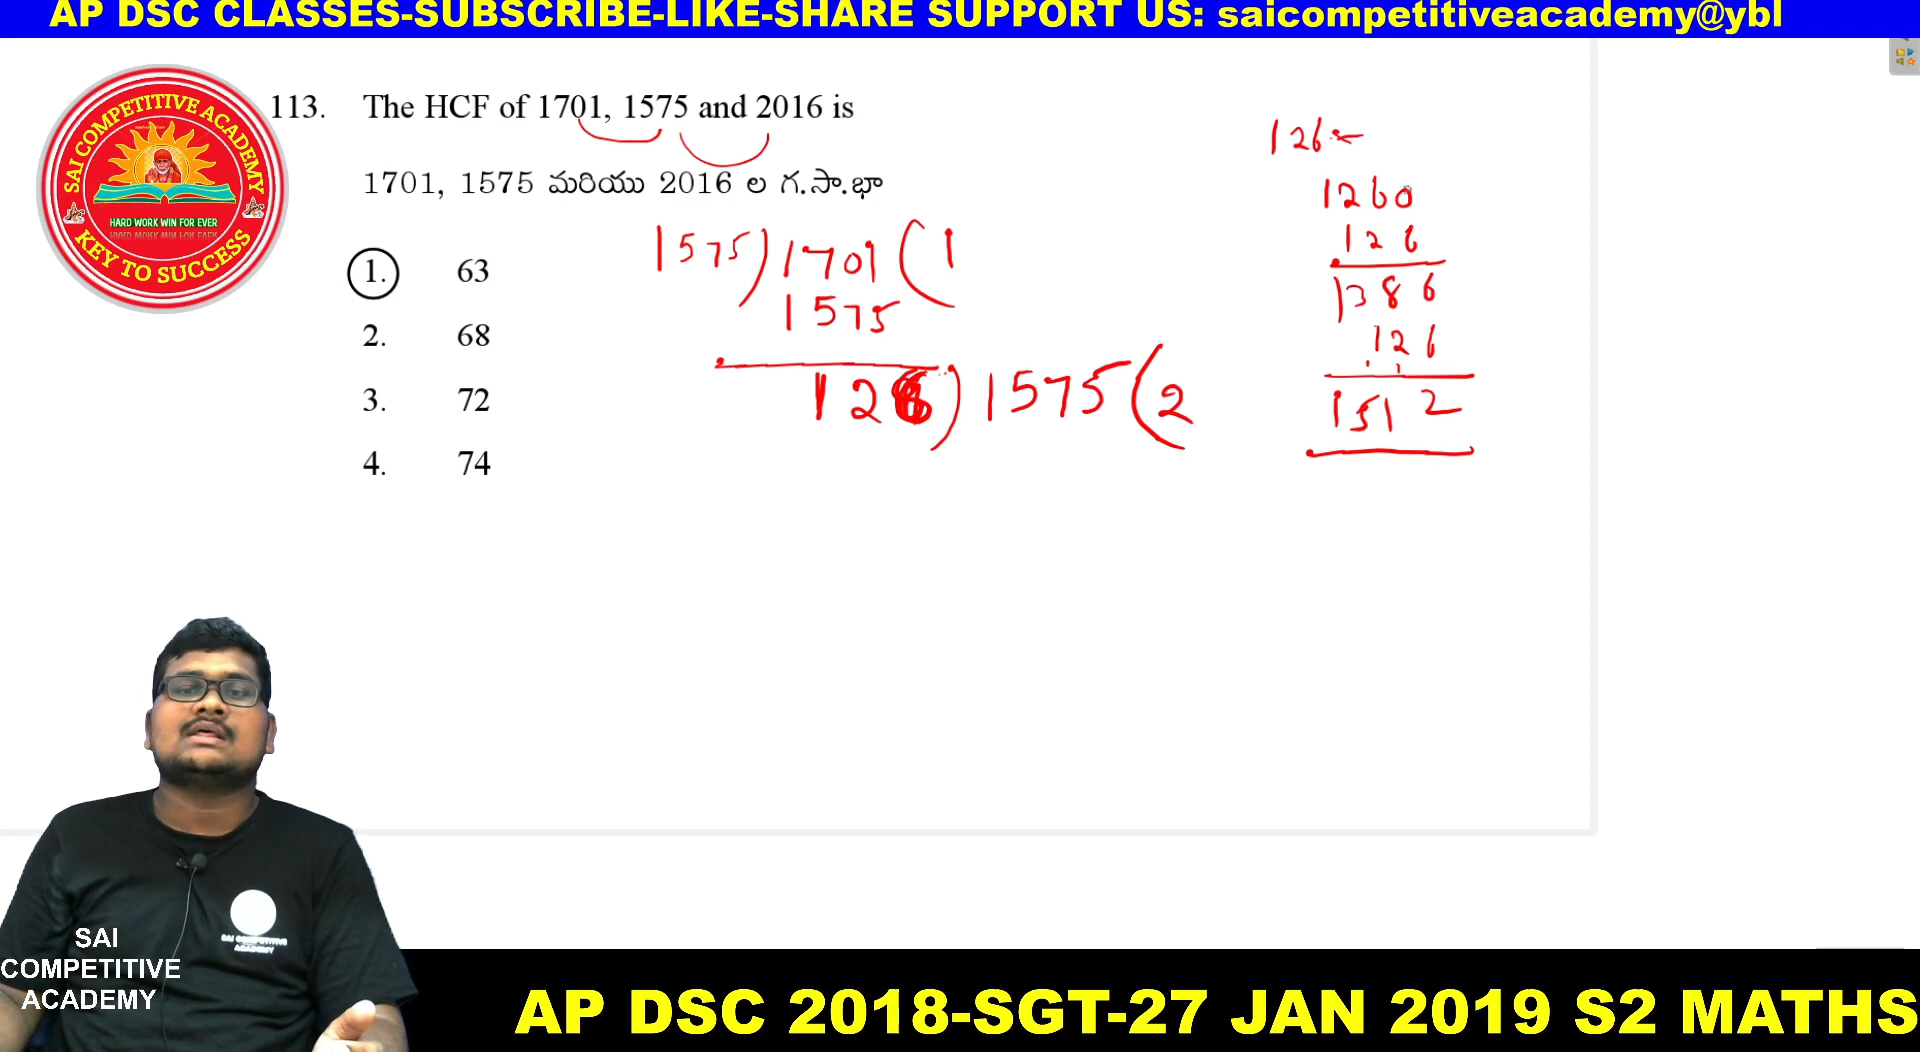 AP DSC CLASSES-SUBSCRIBE-LIKE-SHARE SUPPORT US: saicompetitiveacademy@ybl
SAI COMPETITIVE ACADEMY
HARD WORK WIN FOR EVER
KEY TO SUCCESS
113. The HCF of 1701, 1575 and 2016 is
1701, 1575 మరియు 2016 ల గ.సా.భా
1. 63
2. 68
3. 72
4. 74
1575) 1701 ( 1
1575
126) 1575 ( 2
126
1260
126
1386
126
1512
SAI COMPETITIVE
ACADEMY
SAI
COMPETITIVE
ACADEMY
AP DSC 2018-SGT-27 JAN 2019 S2 MATHS